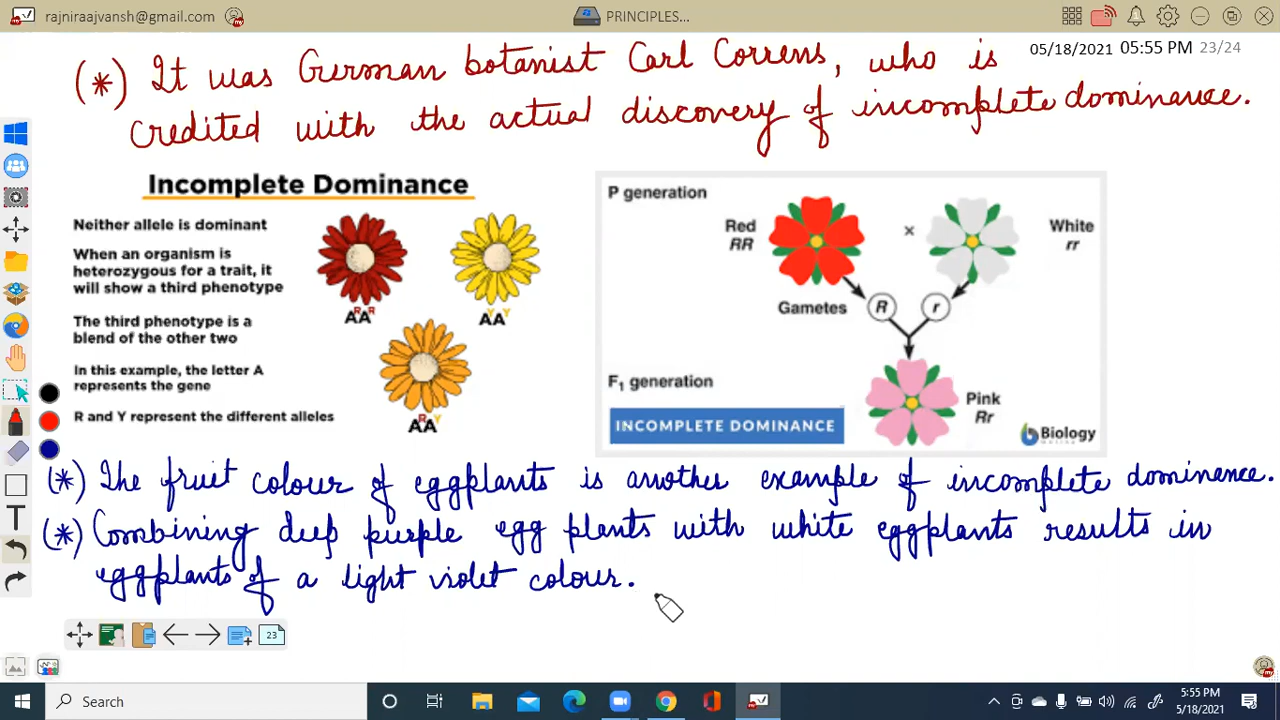 rajniraajvansh@gmail.com
PRINCIPLES...
05/18/2021 05:55 PM 23/24
(*) It was German botanist Carl Correns, who is
credited with the actual discovery of incomplete dominance.
Incomplete Dominance
Neither allele is dominant
When an organism is
heterozygous for a trait, it
will show a third phenotype
The third phenotype is a
blend of the other two
In this example, the letter A
represents the gene
R and Y represent the different alleles
AᴿAᴿ
AʸAʸ
AᴿAʸ
P generation
Red
RR
×
White
rr
Gametes
R
r
F₁ generation
Pink
Rr
INCOMPLETE DOMINANCE
Biology
(*) The fruit colour of eggplants is another example of incomplete dominance.
(*) Combining deep purple egg plants with white eggplants results in
eggplants of a light violet colour.
23
Search
5:55 PM
5/18/2021